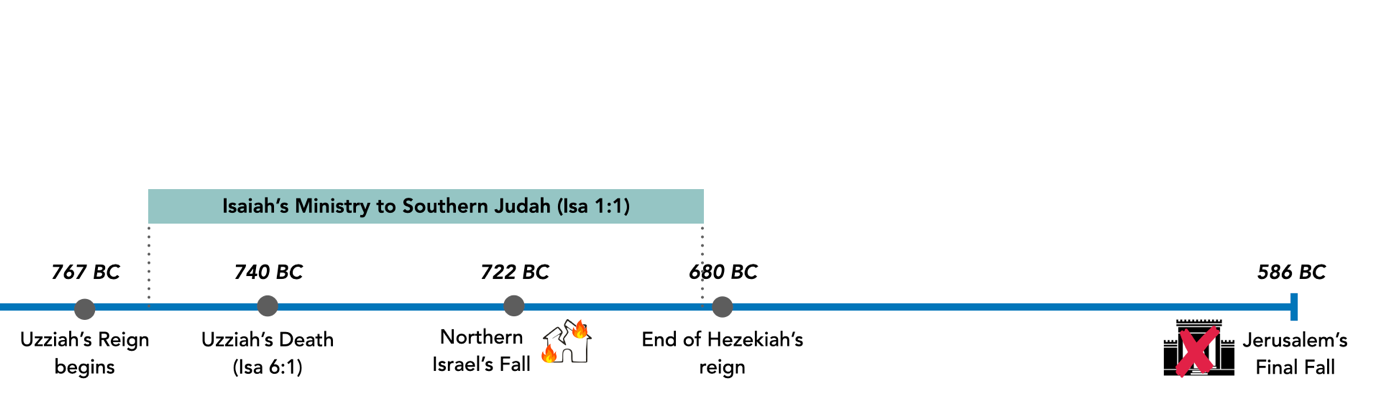 Isaiah's Ministry to Southern Judah (Isa 1:1)
767 BC
740 BC
722 BC
680 BC
586 BC
Uzziah's Reign
begins
Uzziah's Death
(Isa 6:1)
Northern
Israel's Fall
End of Hezekiah's
reign
Jerusalem's
Final Fall